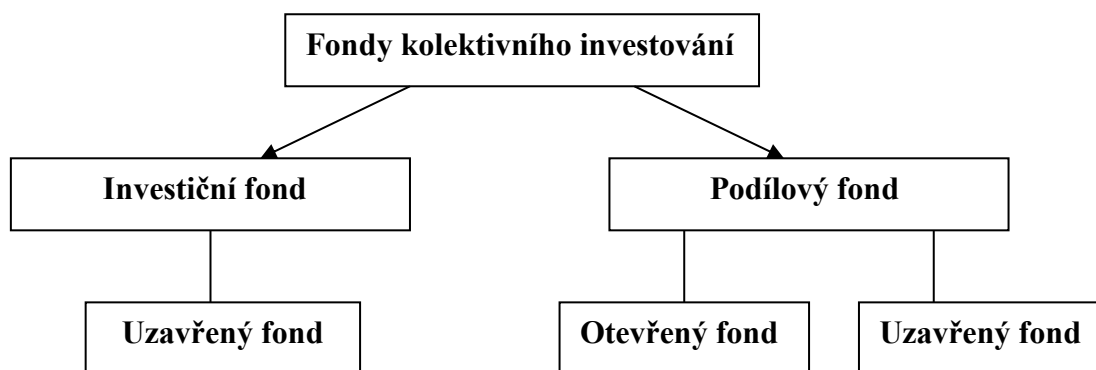 Fondy kolektivního investování
Investiční fond
Podílový fond
Uzavřený fond
Otevřený fond
Uzavřený fond